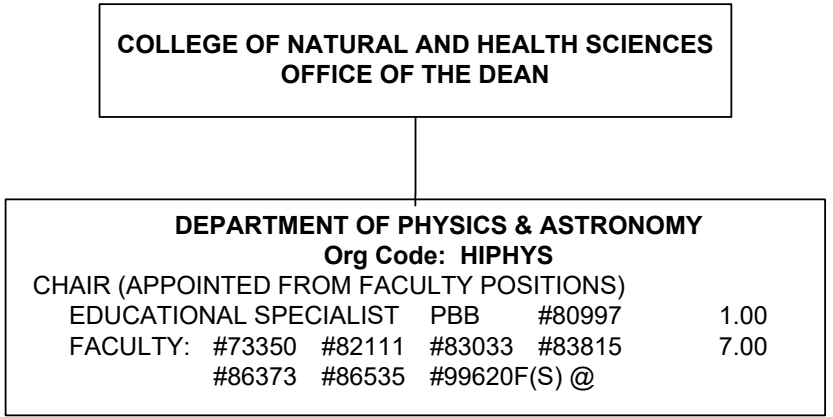 COLLEGE OF NATURAL AND HEALTH SCIENCES
OFFICE OF THE DEAN
DEPARTMENT OF PHYSICS & ASTRONOMY
Org Code: HIPHYS
CHAIR (APPOINTED FROM FACULTY POSITIONS)
EDUCATIONAL SPECIALIST PBB #80997 1.00
FACULTY: #73350 #82111 #83033 #83815 7.00
#86373 #86535 #99620F(S) @